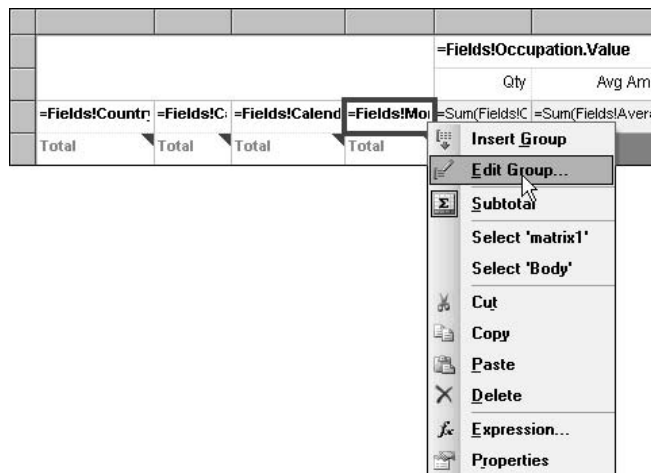 =Fields!Occupation.Value
Qty Avg Am
=Fields!Countr =Fields!C =Fields!Calend =Fields!Mo =Sum(Fields!C =Sum(Fields!Avera
Total Total Total Total
Insert Group
Edit Group...
Subtotal
Select 'matrix1'
Select 'Body'
Cut
Copy
Paste
Delete
Expression...
Properties